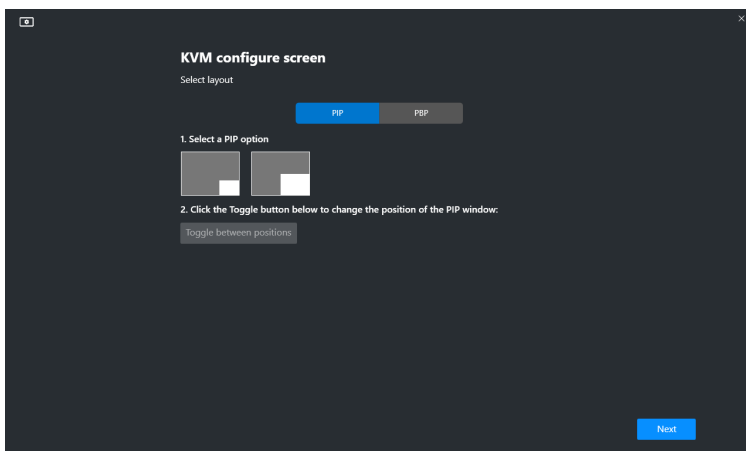 KVM configure screen
Select layout
PIP PBP
1. Select a PIP option
2. Click the Toggle button below to change the position of the PIP window:
Toggle between positions
Next